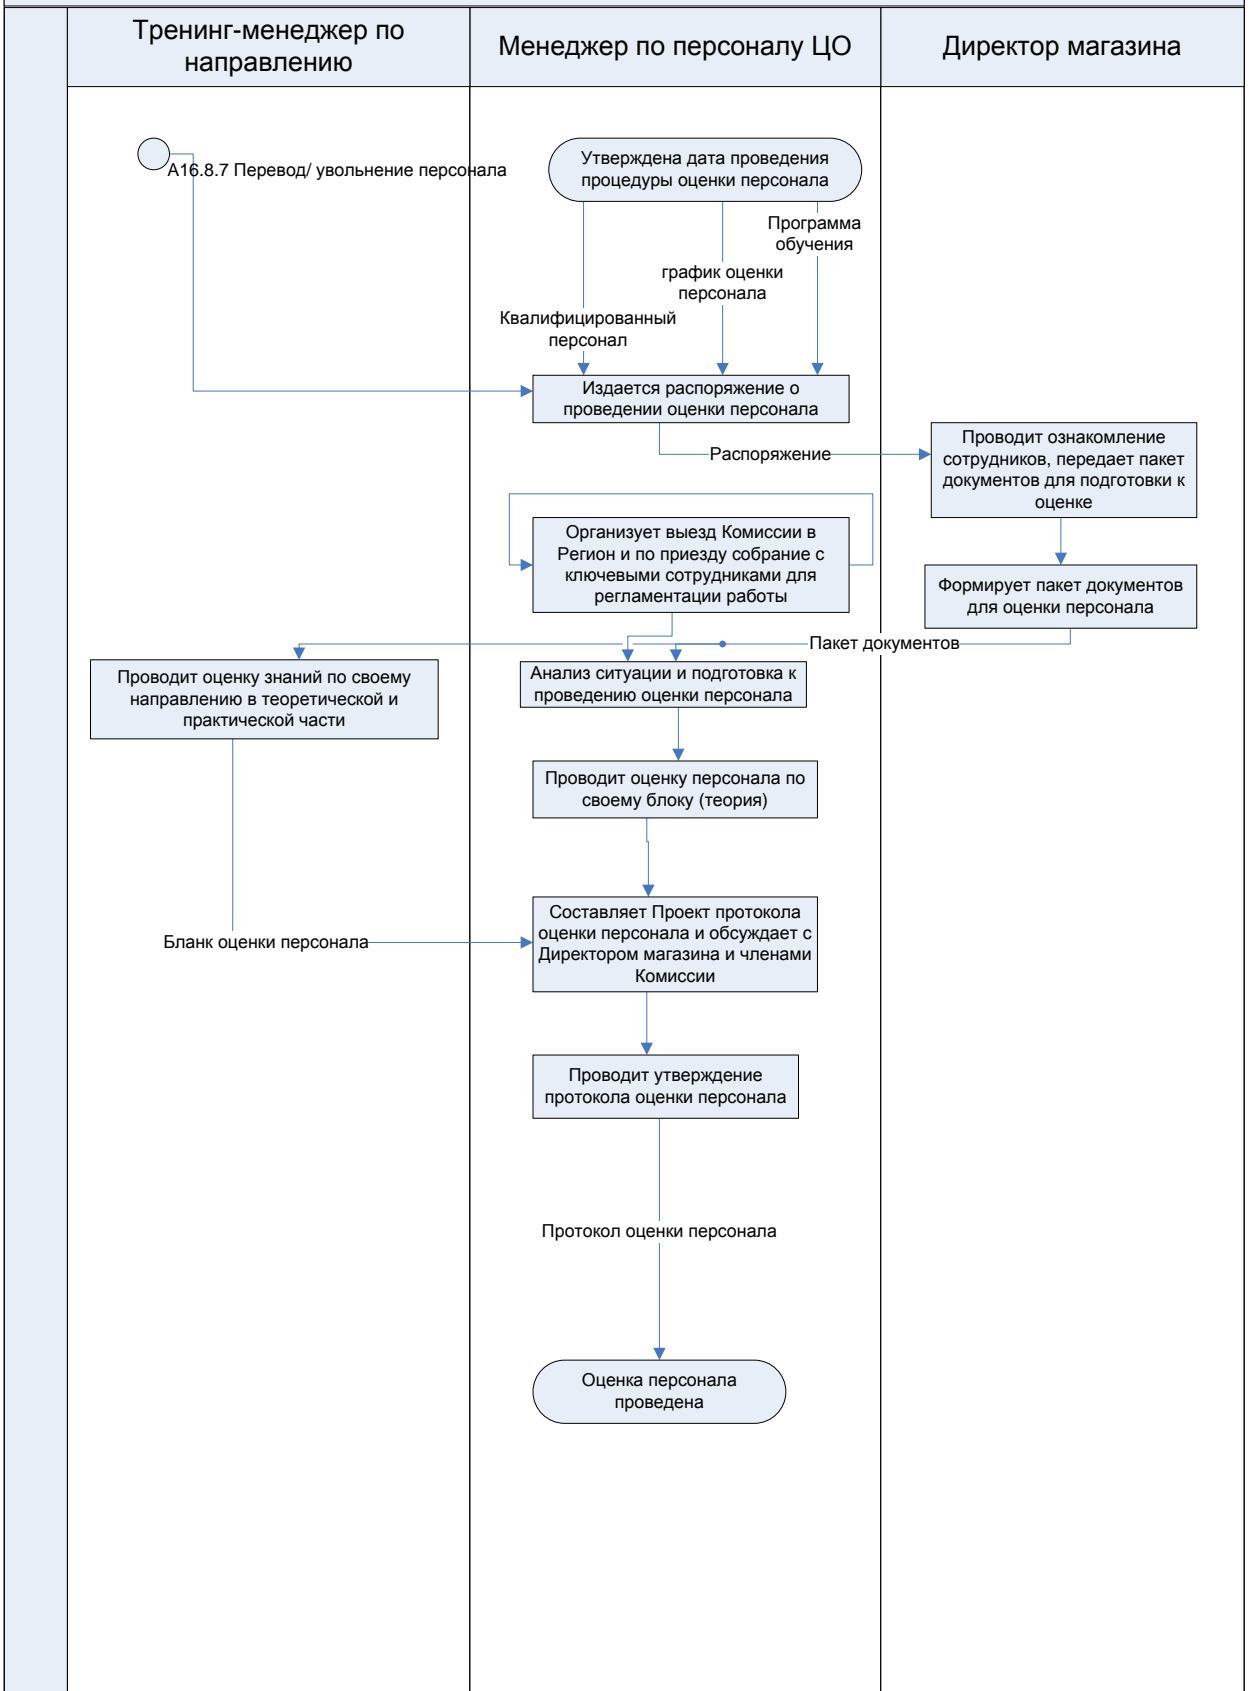 Тренинг-менеджер по
направлению
Менеджер по персоналу ЦО
Директор магазина
А16.8.7 Перевод/ увольнение персонала
Утверждена дата проведения
процедуры оценки персонала
Программа
обучения
график оценки
персонала
Квалифицированный
персонал
Издается распоряжение о
проведении оценки персонала
Распоряжение
Проводит ознакомление
сотрудников, передает пакет
документов для подготовки к
оценке
Организует выезд Комиссии в
Регион и по приезду собрание с
ключевыми сотрудниками для
регламентации работы
Формирует пакет документов
для оценки персонала
Пакет документов
Проводит оценку знаний по своему
направлению в теоретической и
практической части
Анализ ситуации и подготовка к
проведению оценки персонала
Проводит оценку персонала по
своему блоку (теория)
Составляет Проект протокола
оценки персонала и обсуждает с
Директором магазина и членами
Комиссии
Бланк оценки персонала
Проводит утверждение
протокола оценки персонала
Протокол оценки персонала
Оценка персонала
проведена